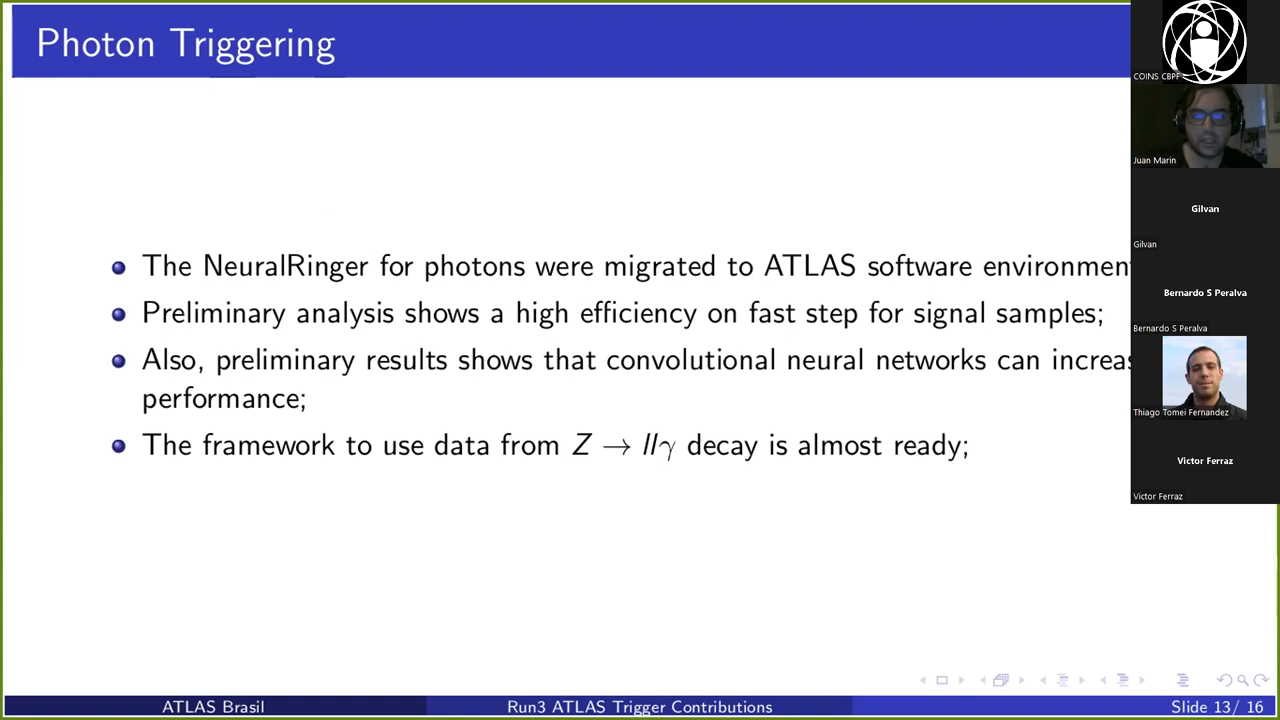 Photon Triggering
The NeuralRinger for photons were migrated to ATLAS software environment
Preliminary analysis shows a high efficiency on fast step for signal samples;
Also, preliminary results shows that convolutional neural networks can increas
performance;
The framework to use data from Z → llγ decay is almost ready;
COINS CBPF
Juan Marin
Gilvan
Gilvan
Bernardo S Peralva
Bernardo S Peralva
Thiago Tomei Fernandez
Victor Ferraz
Victor Ferraz
ATLAS Brasil
Run3 ATLAS Trigger Contributions
Slide 13/ 16